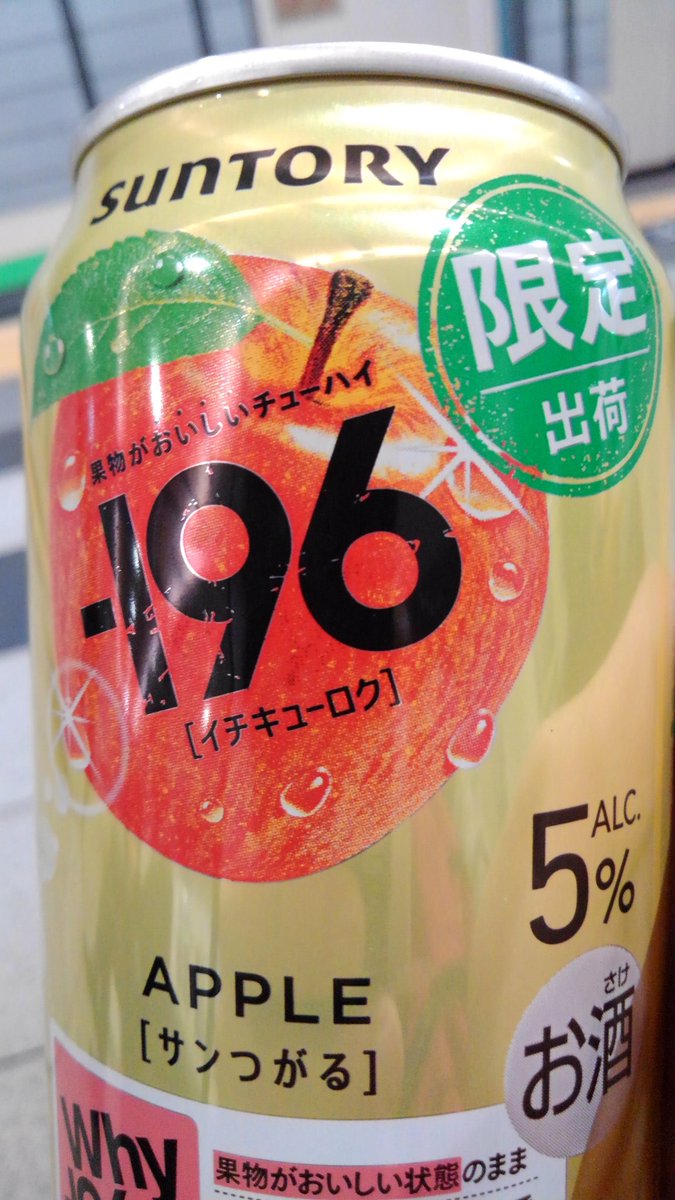 SUNTORY
限定
出荷
果物がおいしいチューハイ
-196
[イチキューロク]
ALC.
5%
さけ
お酒
APPLE
[サンつがる]
Why
果物がおいしい状態のまま